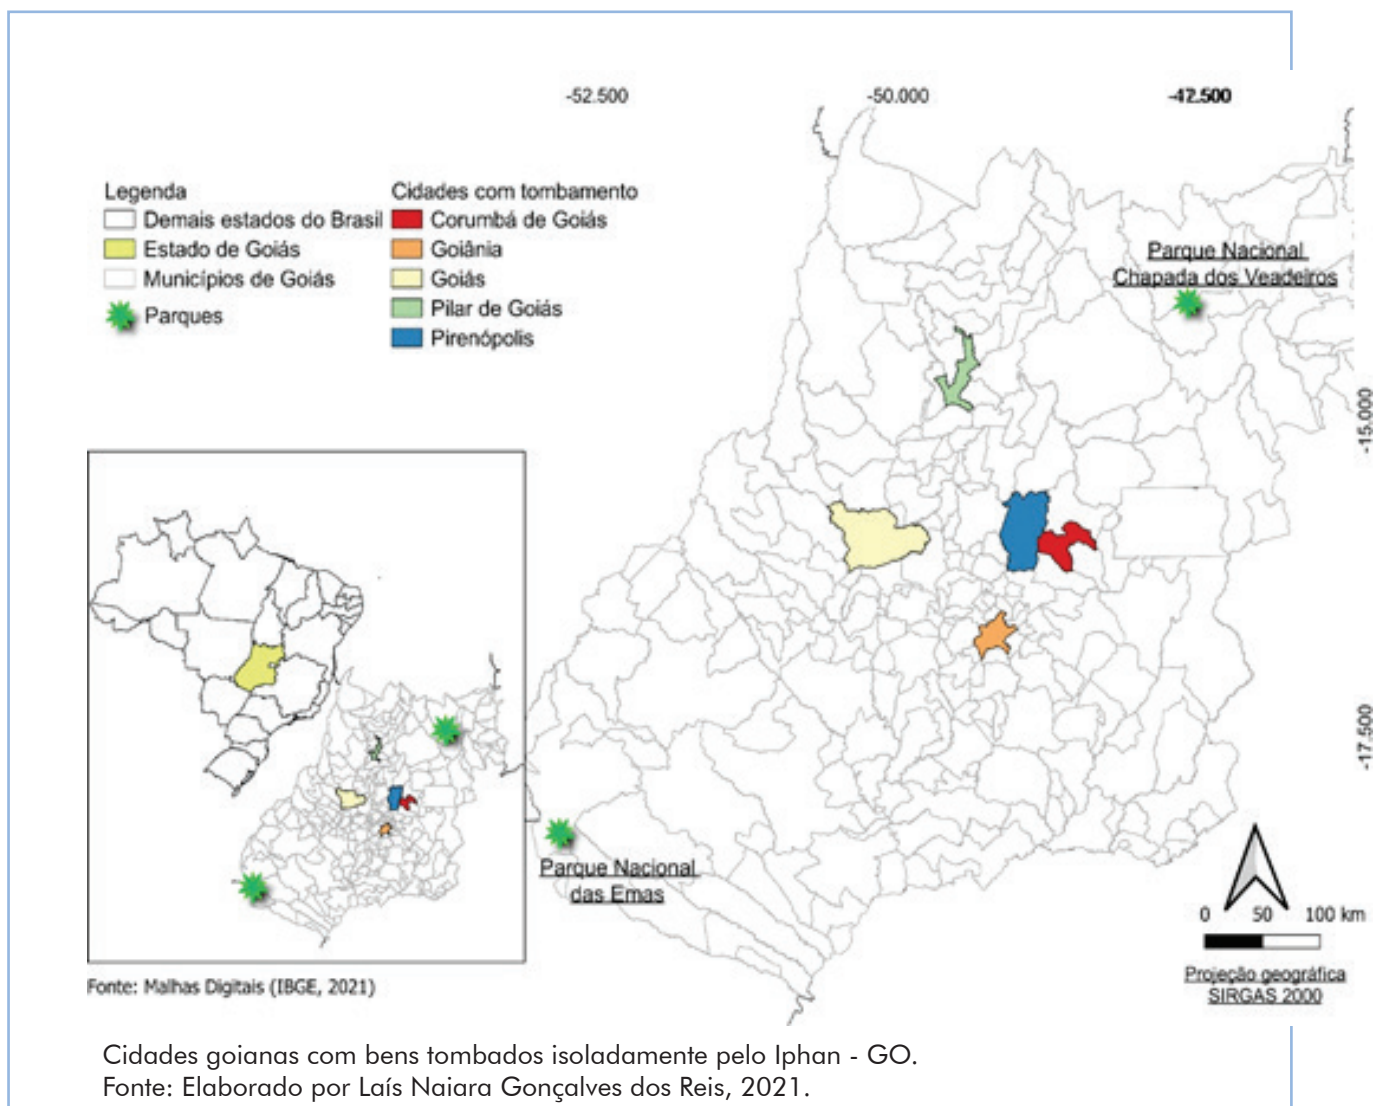 -52.500
-50.000
-47.500
Legenda
Demais estados do Brasil
Estado de Goiás
Municípios de Goiás
Parques
Cidades com tombamento
Corumbá de Goiás
Goiânia
Goiás
Pilar de Goiás
Pirenópolis
Parque Nacional
Chapada dos Veadeiros
-15.000
-17.500
Parque Nacional
das Emas
0 50 100 km
Projeção geográfica
SIRGAS 2000
Fonte: Malhas Digitais (IBGE, 2021)
Cidades goianas com bens tombados isoladamente pelo Iphan - GO.
Fonte: Elaborado por Laís Naiara Gonçalves dos Reis, 2021.